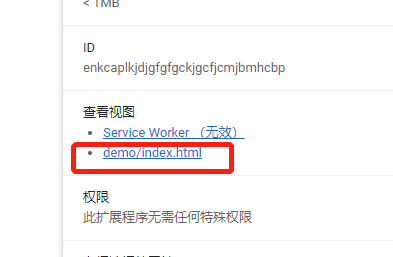 < 1MB
ID
enkcaplkjdjgfgfgckjgcfjcmjbmhcbp
查看视图
Service Worker （无效）
demo/index.html
权限
此扩展程序无需任何特殊权限